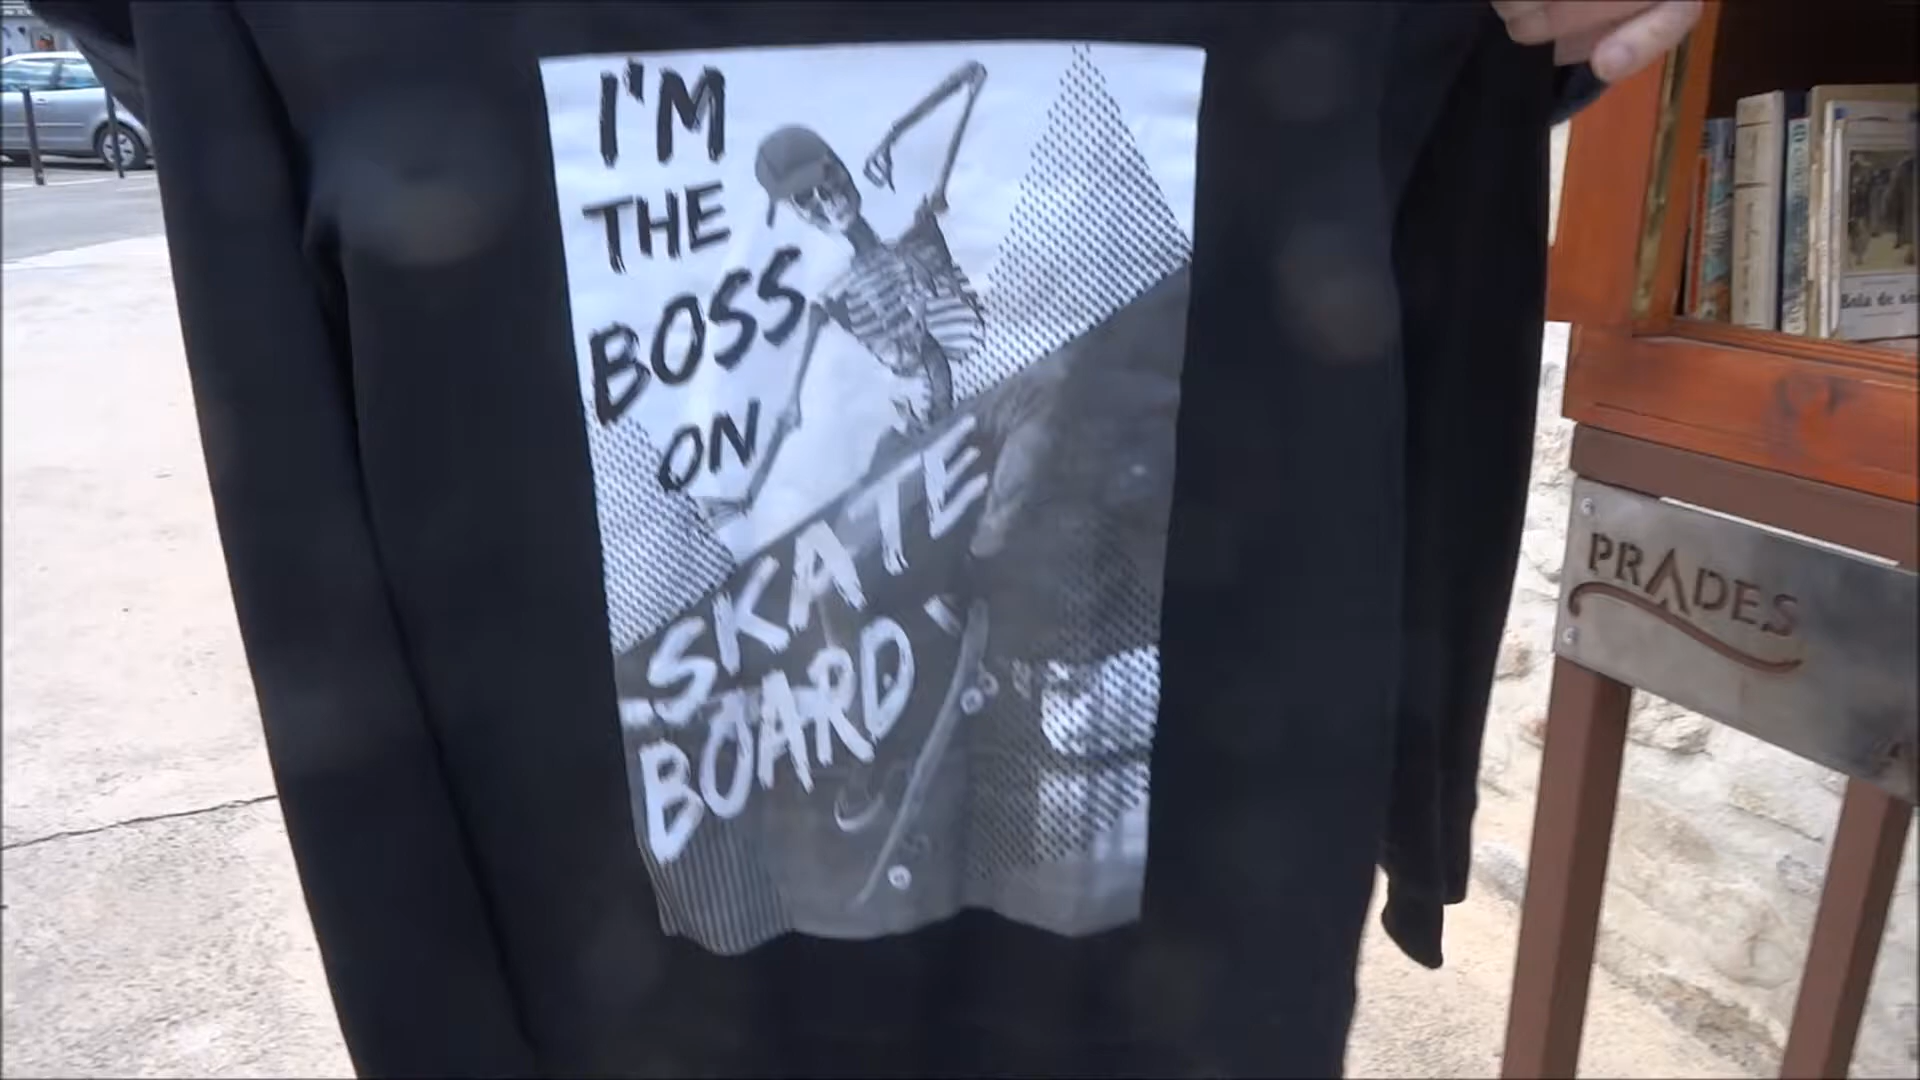 I'M
THE
BOSS
ON
SKATE
BOARD
PRADES